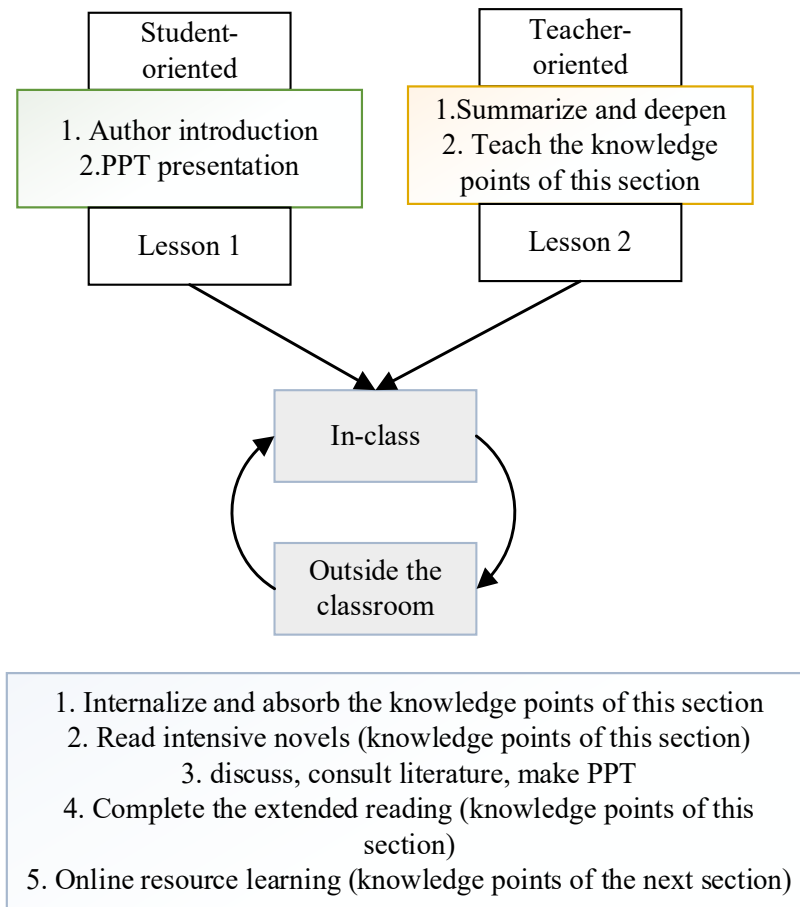 Student-
oriented
1. Author introduction
2.PPT presentation
Lesson 1
Teacher-
oriented
1.Summarize and deepen
2. Teach the knowledge
points of this section
Lesson 2
In-class
Outside the
classroom
1. Internalize and absorb the knowledge points of this section
2. Read intensive novels (knowledge points of this section)
3. discuss, consult literature, make PPT
4. Complete the extended reading (knowledge points of this
section)
5. Online resource learning (knowledge points of the next section)